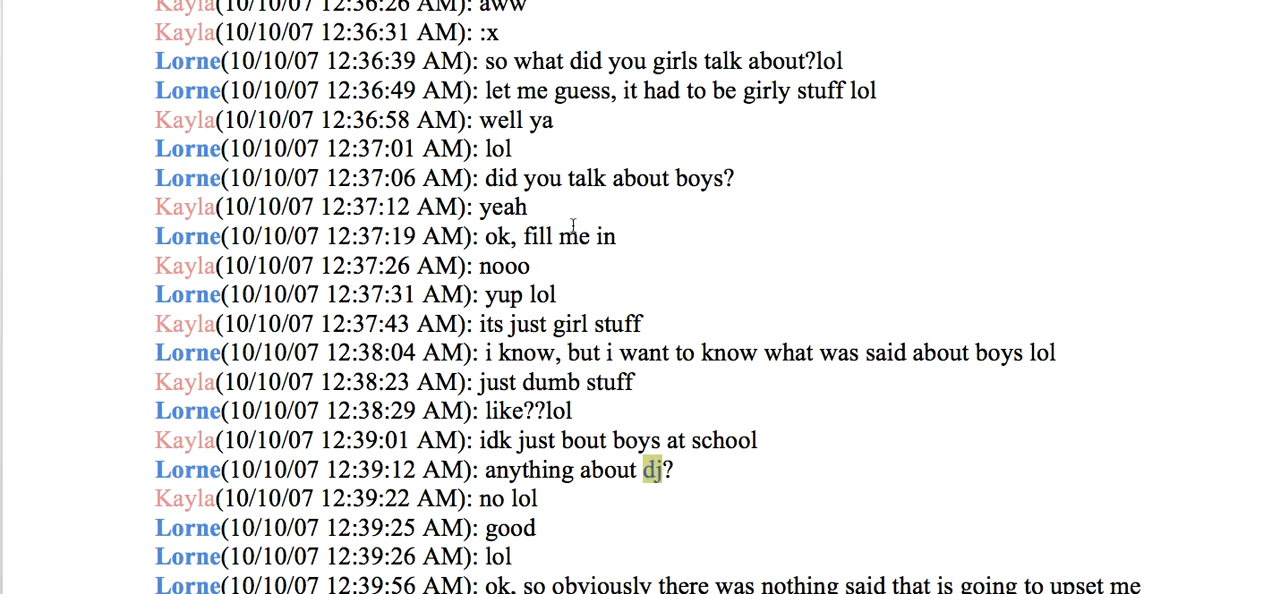 Kayla(10/10/07 12:36:26 AM): aww
Kayla(10/10/07 12:36:31 AM): :x
Lorne(10/10/07 12:36:39 AM): so what did you girls talk about?lol
Lorne(10/10/07 12:36:49 AM): let me guess, it had to be girly stuff lol
Kayla(10/10/07 12:36:58 AM): well ya
Lorne(10/10/07 12:37:01 AM): lol
Lorne(10/10/07 12:37:06 AM): did you talk about boys?
Kayla(10/10/07 12:37:12 AM): yeah
Lorne(10/10/07 12:37:19 AM): ok, fill me in
Kayla(10/10/07 12:37:26 AM): nooo
Lorne(10/10/07 12:37:31 AM): yup lol
Kayla(10/10/07 12:37:43 AM): its just girl stuff
Lorne(10/10/07 12:38:04 AM): i know, but i want to know what was said about boys lol
Kayla(10/10/07 12:38:23 AM): just dumb stuff
Lorne(10/10/07 12:38:29 AM): like??lol
Kayla(10/10/07 12:39:01 AM): idk just bout boys at school
Lorne(10/10/07 12:39:12 AM): anything about dj?
Kayla(10/10/07 12:39:22 AM): no lol
Lorne(10/10/07 12:39:25 AM): good
Lorne(10/10/07 12:39:26 AM): lol
Lorne(10/10/07 12:39:56 AM): ok, so obviously there was nothing said that is going to upset me